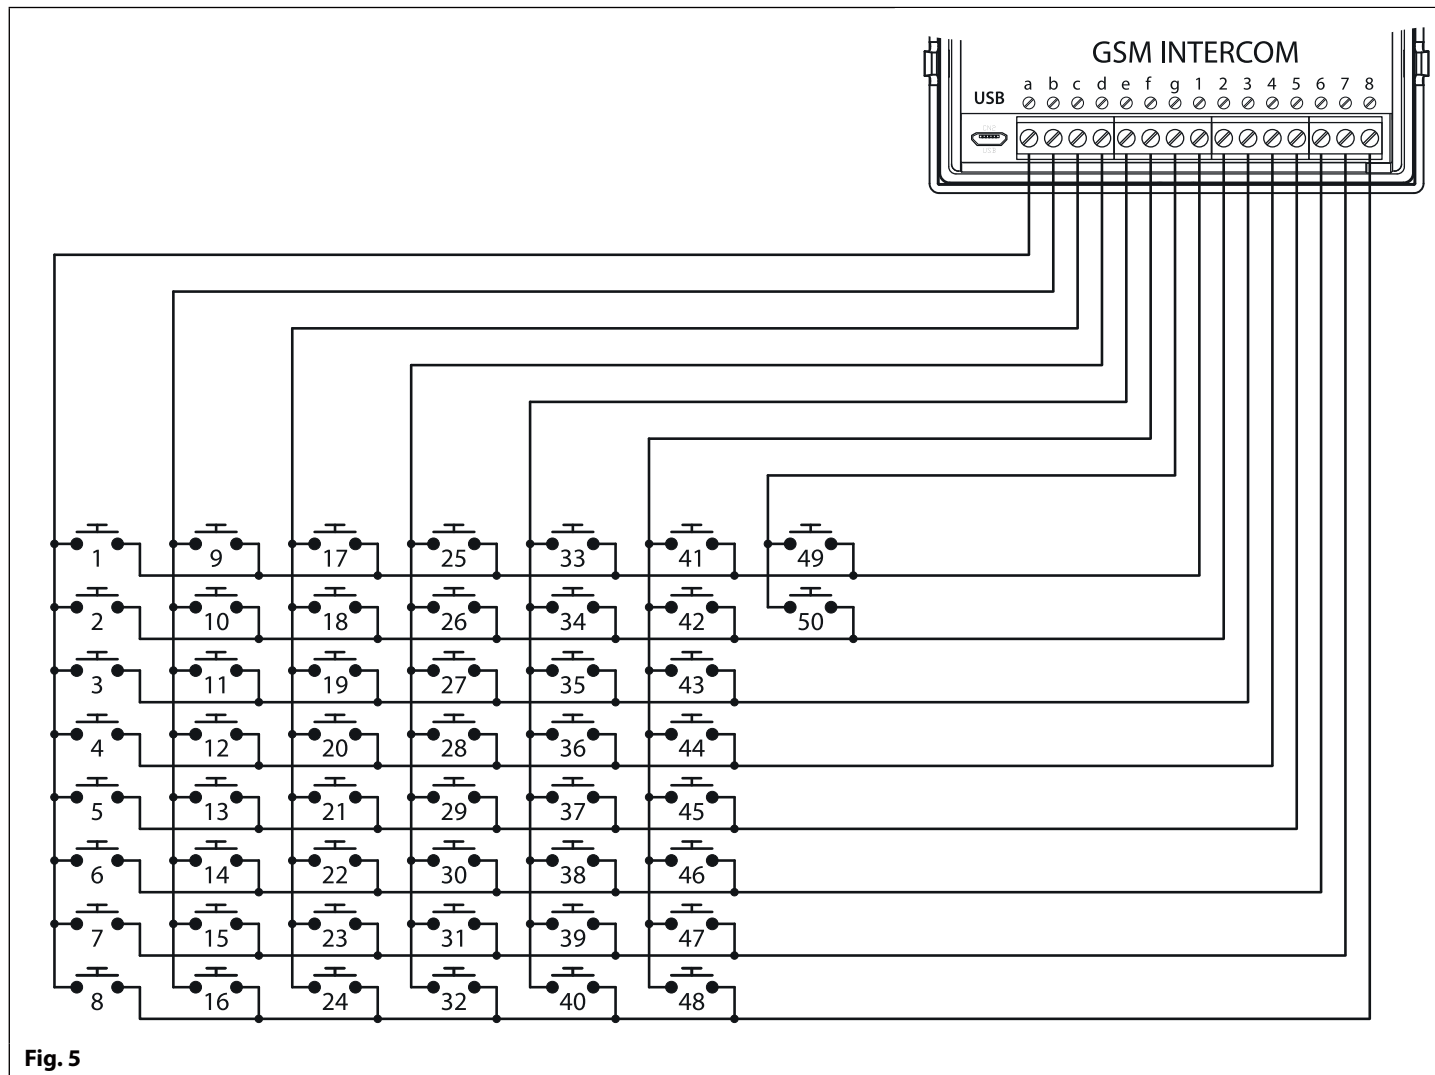 GSM INTERCOM
a b c d e f g 1 2 3 4 5 6 7 8
USB
1 9 17 25 33 41 49
2 10 18 26 34 42 50
3 11 19 27 35 43
4 12 20 28 36 44
5 13 21 29 37 45
6 14 22 30 38 46
7 15 23 31 39 47
8 16 24 32 40 48
Fig. 5